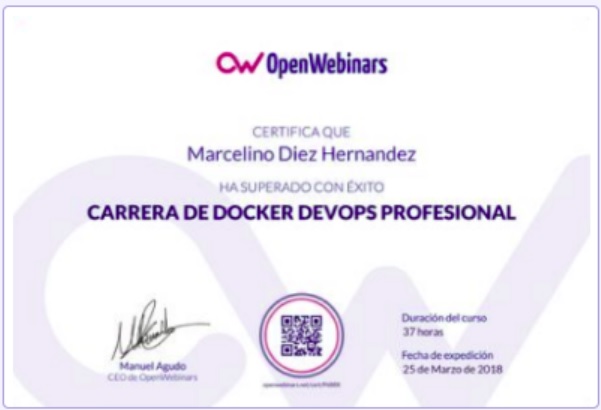 OpenWebinars
CERTIFICA QUE
Marcelino Diez Hernandez
HA SUPERADO CON ÉXITO
CARRERA DE DOCKER DEVOPS PROFESIONAL
Manuel Agudo
CEO de OpenWebinars
Duración del curso
37 horas
Fecha de expedición
25 de Marzo de 2018